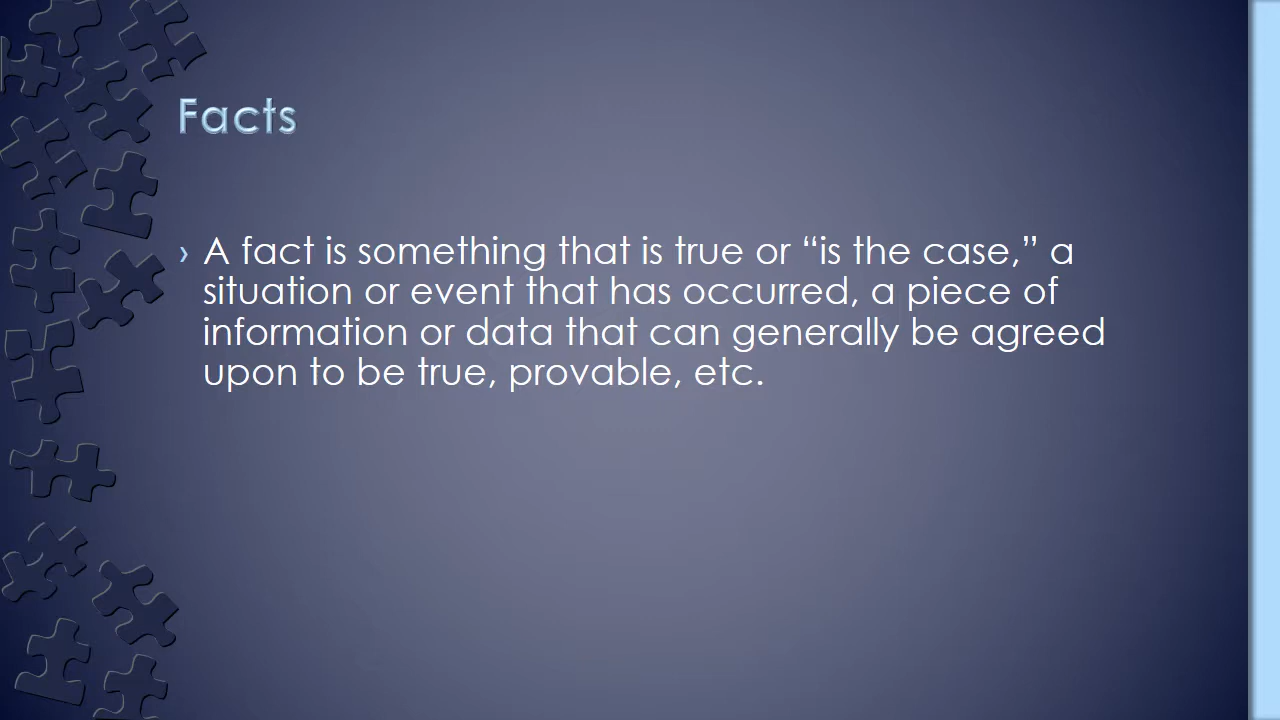 Facts
› A fact is something that is true or “is the case,” a
situation or event that has occurred, a piece of
information or data that can generally be agreed
upon to be true, provable, etc.